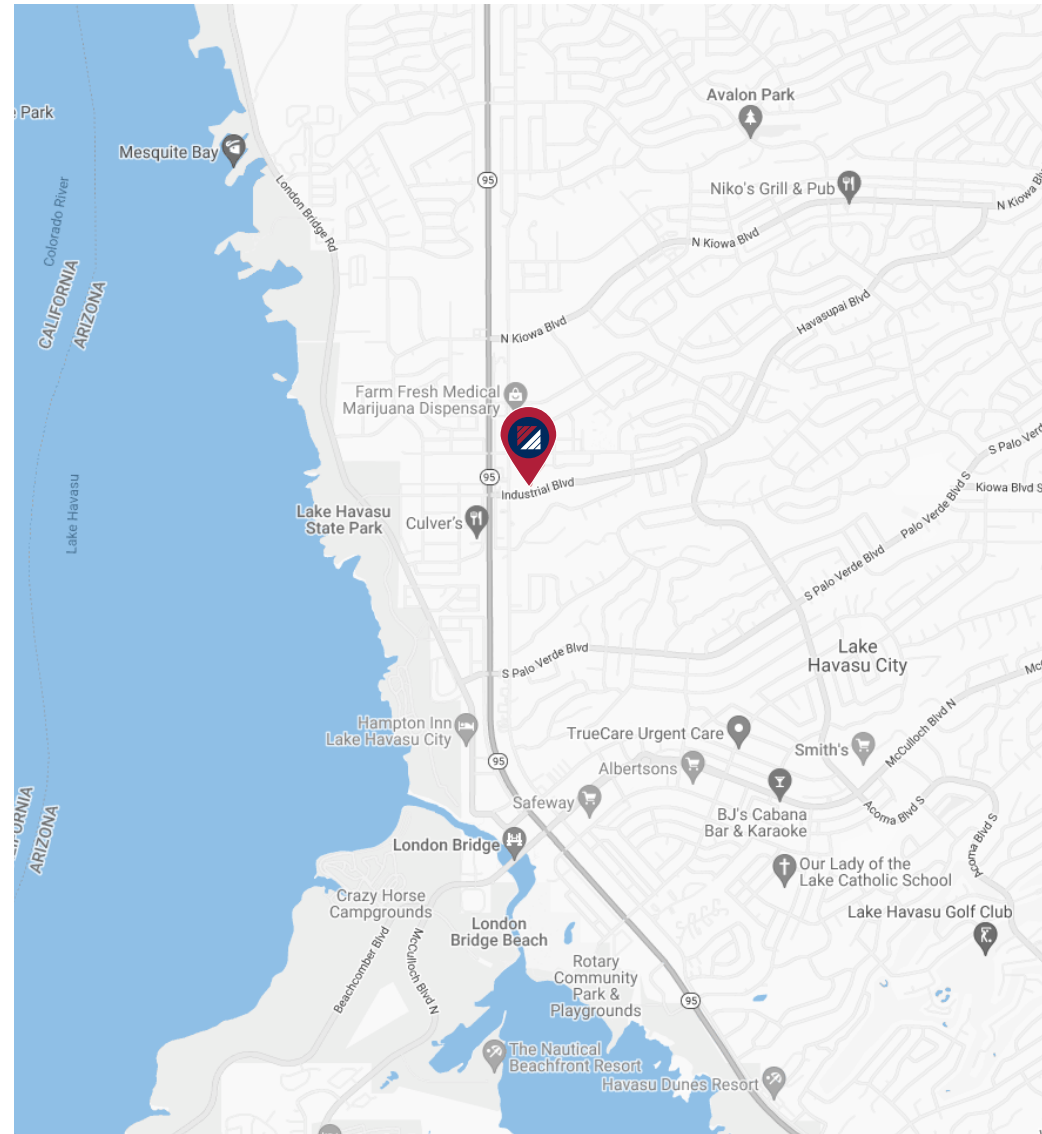 Avalon Park
Park
Mesquite Bay
95
Niko's Grill & Pub
London Bridge Rd
N Kiowa
N Kiowa Blvd
Colorado River
CALIFORNIA
ARIZONA
Havasupai Blvd
N Kiowa Blvd
Farm Fresh Medical
Marijuana Dispensary
S Palo Verde
95
Industrial Blvd
Palo Verde Blvd S
Kiowa Blvd S
Lake Havasu
State Park
Culver's
Lake Havasu
S Palo Verde Blvd
S Palo Verde Blvd
Lake
Havasu City
McCulloch Blvd N
Hampton Inn
Lake Havasu City
TrueCare Urgent Care
Smith's
95
Albertsons
Safeway
BJ's Cabana
Bar & Karaoke
Acoma Blvd S
Acoma Blvd S
ARIZONA
London Bridge
Our Lady of the
Lake Catholic School
Crazy Horse
Campgrounds
Lake Havasu Golf Club
London
Bridge Beach
Beachcomber Blvd
McCulloch Blvd N
Rotary
Community
Park &
Playgrounds
95
The Nautical
Beachfront Resort
Havasu Dunes Resort